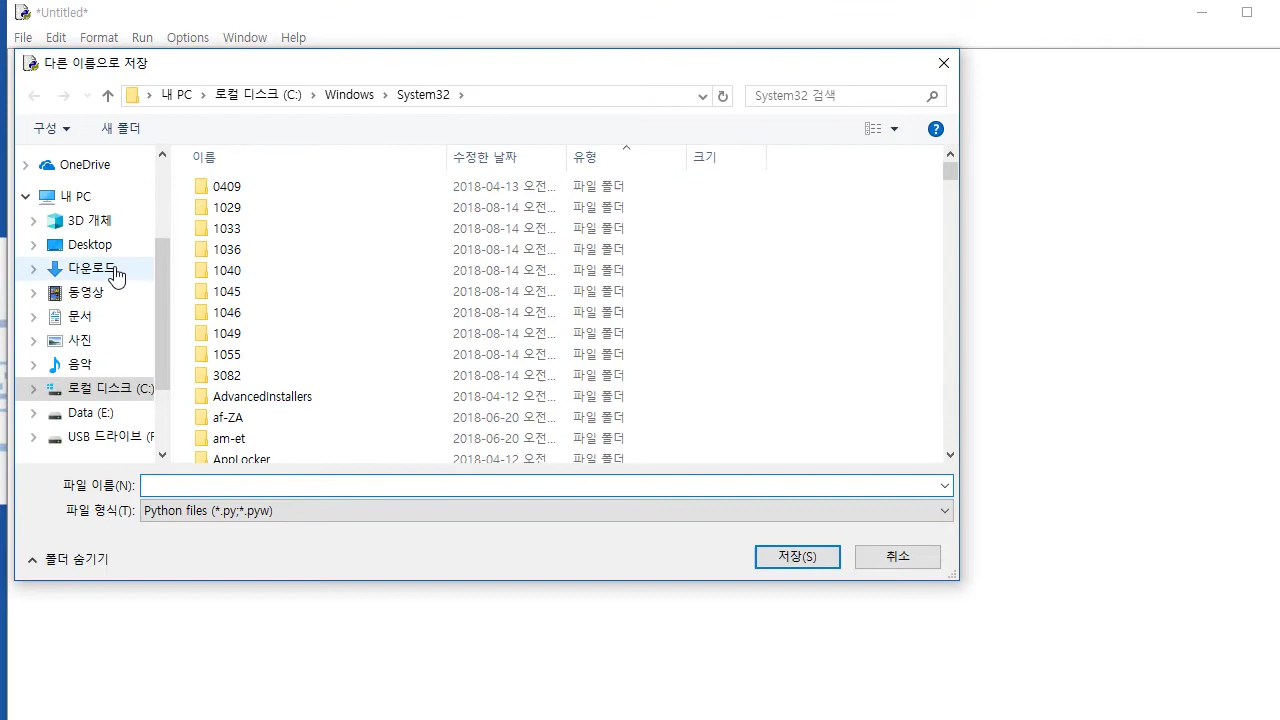 *Untitled*
File Edit Format Run Options Window Help
다른 이름으로 저장
내 PC 로컬 디스크 (C:) Windows System32
System32 검색
구성 새 폴더
OneDrive
내 PC
3D 개체
Desktop
다운로드
동영상
문서
사진
음악
로컬 디스크 (C:)
Data (E:)
USB 드라이브 (F
이름 수정한 날짜 유형 크기
0409 2018-04-13 오전... 파일 폴더
1029 2018-08-14 오전... 파일 폴더
1033 2018-08-14 오전... 파일 폴더
1036 2018-08-14 오전... 파일 폴더
1040 2018-08-14 오전... 파일 폴더
1045 2018-08-14 오전... 파일 폴더
1046 2018-08-14 오전... 파일 폴더
1049 2018-08-14 오전... 파일 폴더
1055 2018-08-14 오전... 파일 폴더
3082 2018-08-14 오전... 파일 폴더
AdvancedInstallers 2018-04-12 오전... 파일 폴더
af-ZA 2018-06-20 오전... 파일 폴더
am-et 2018-06-20 오전... 파일 폴더
AppLocker 2018-04-12 오전... 파일 폴더
파일 이름(N):
파일 형식(T): Python files (*.py;*.pyw)
폴더 숨기기
저장(S) 취소